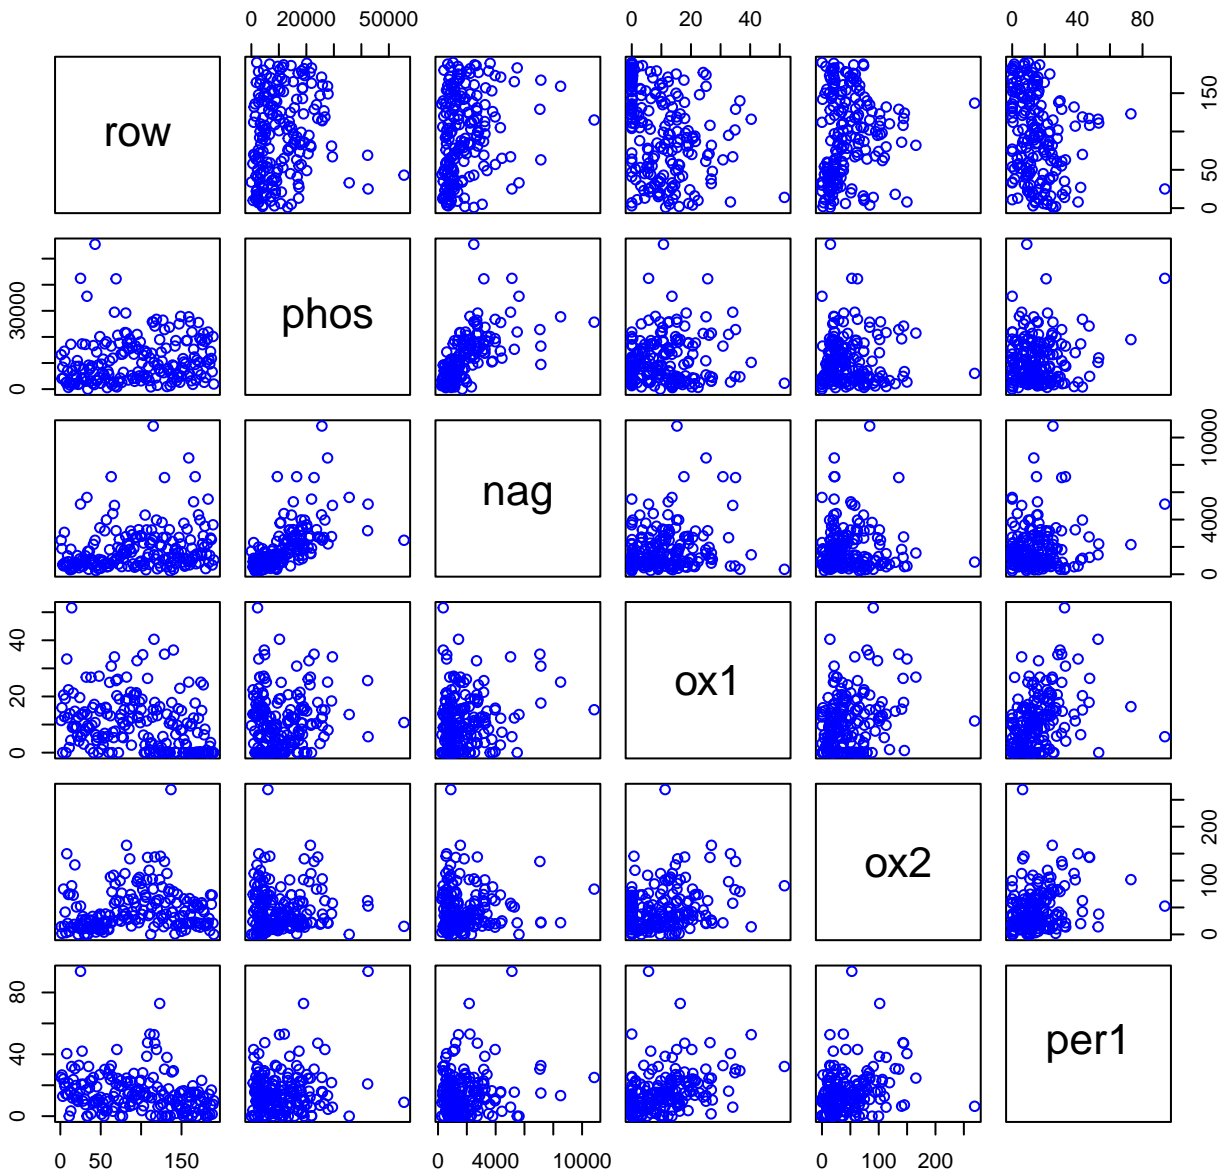 0 20000 50000 0 20 40 0 40 80
row 0 50 150
0 30000 phos
nag 0 4000 10000
0 20 40 ox1
ox2 0 100 200
0 40 80 per1
0 50 150 0 4000 10000 0 100 200